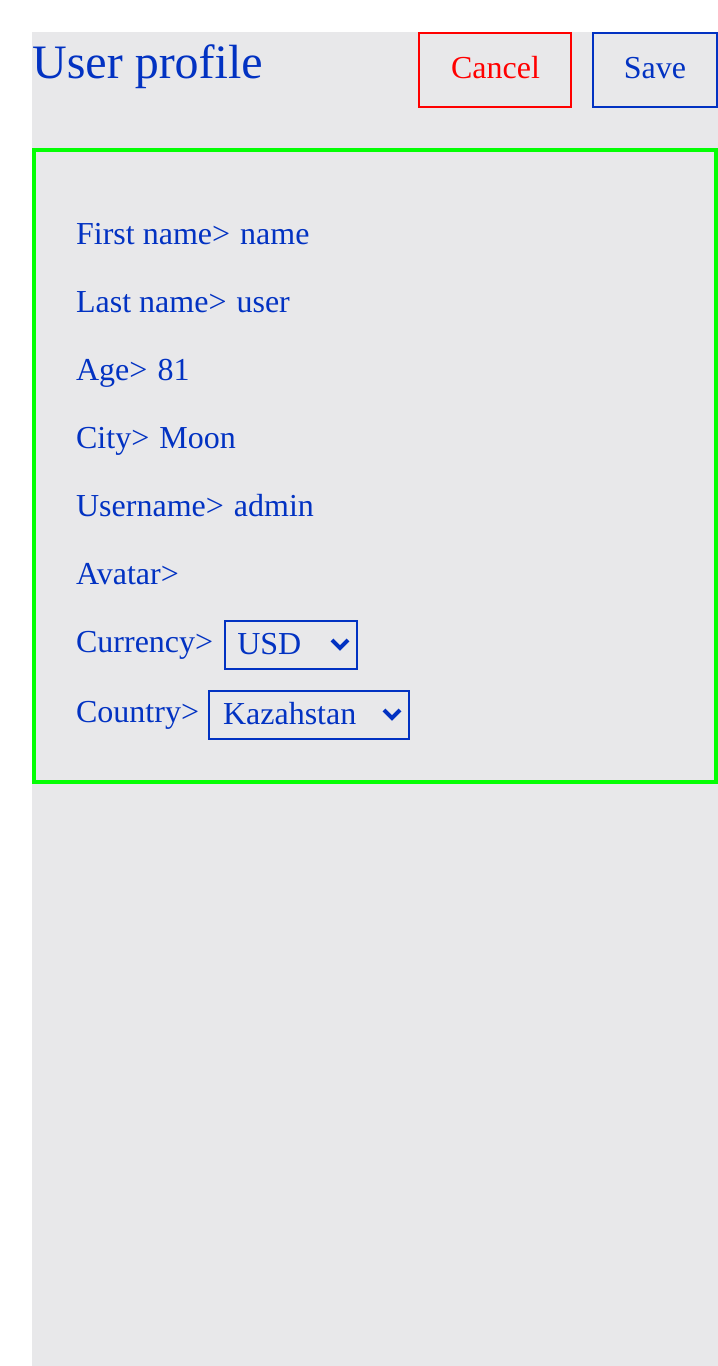 User profile Cancel Save
First name> name
Last name> user
Age> 81
City> Moon
Username> admin
Avatar>
Currency> USD
Country> Kazahstan